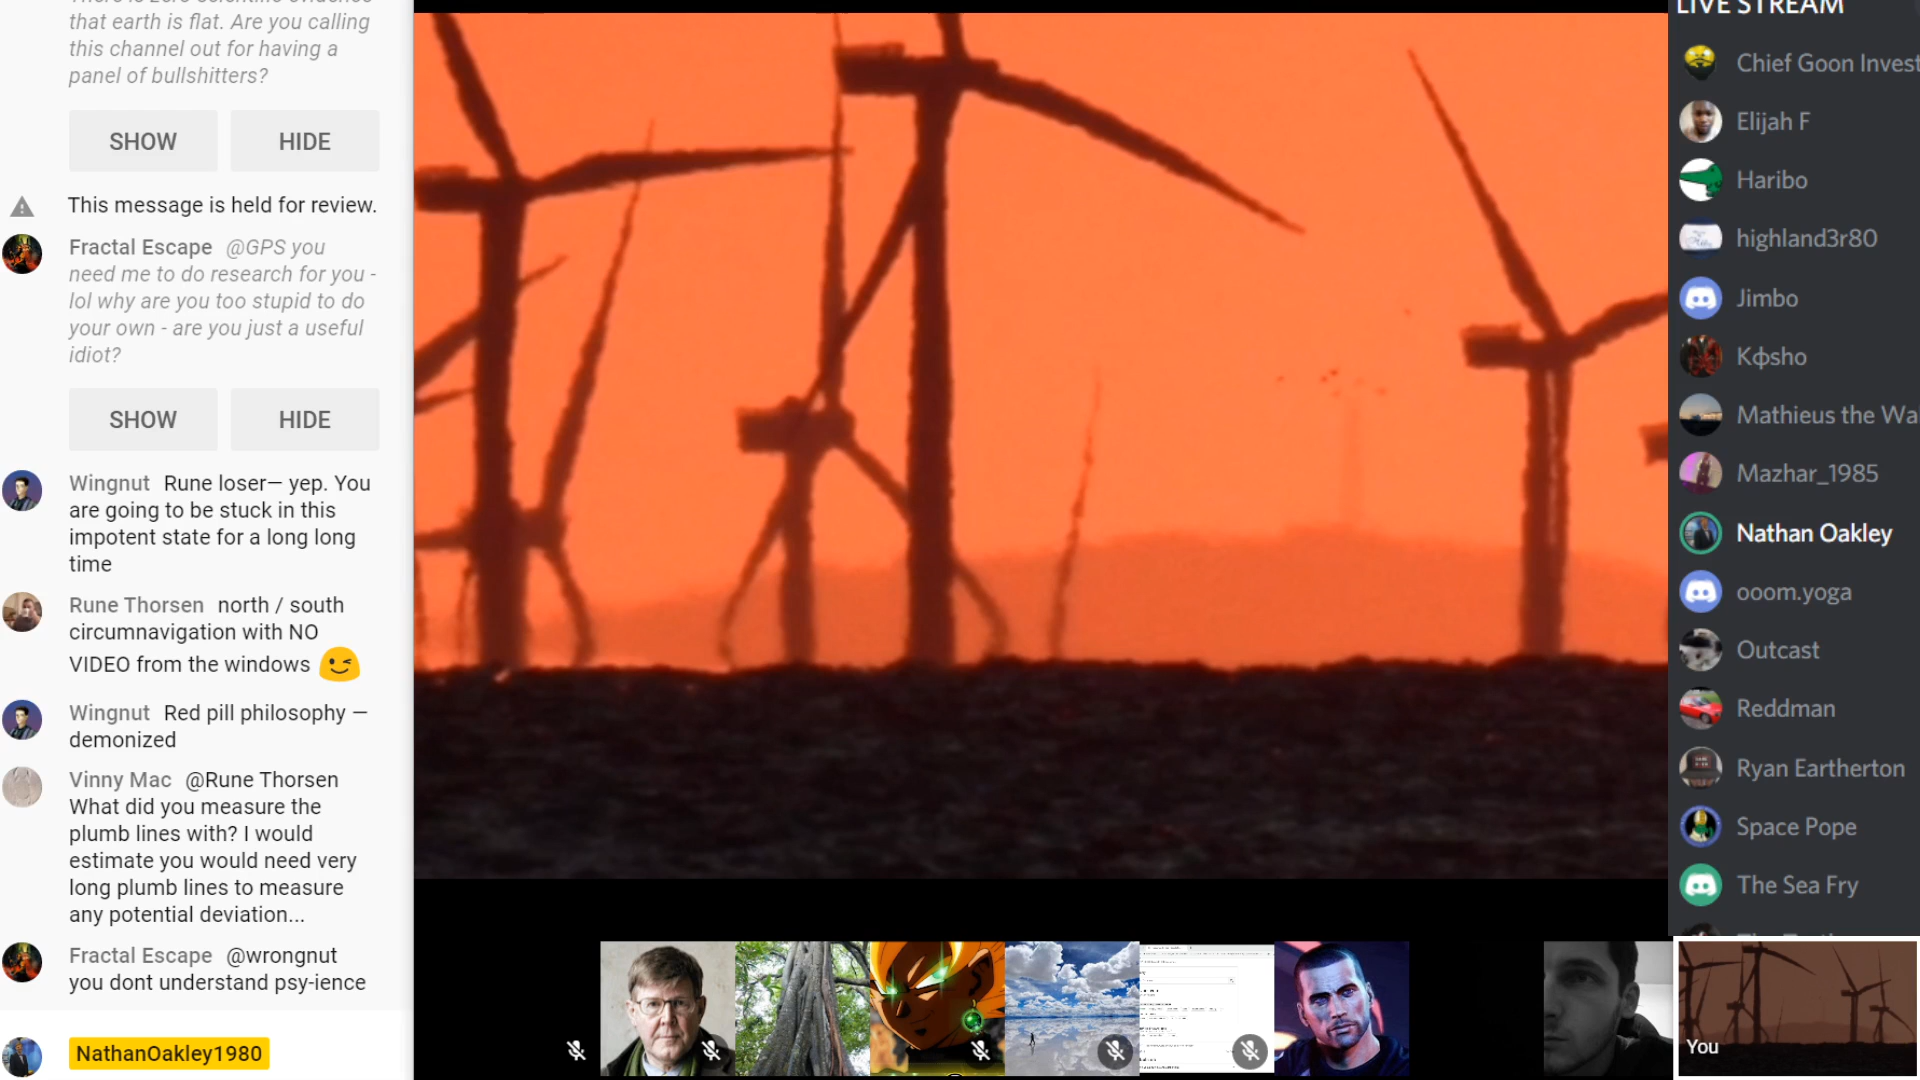 that earth is flat. Are you calling
this channel out for having a
panel of bullshitters?
SHOW HIDE
This message is held for review.
Fractal Escape @GPS you
need me to do research for you -
lol why are you too stupid to do
your own - are you just a useful
idiot?
SHOW HIDE
Wingnut Rune loser— yep. You
are going to be stuck in this
impotent state for a long long
time
Rune Thorsen north / south
circumnavigation with NO
VIDEO from the windows
Wingnut Red pill philosophy —
demonized
Vinny Mac @Rune Thorsen
What did you measure the
plumb lines with? I would
estimate you would need very
long plumb lines to measure
any potential deviation...
Fractal Escape @wrongnut
you dont understand psy-ience
NathanOakley1980
LIVE STREAM
Chief Goon Invest
Elijah F
Haribo
highland3r80
Jimbo
Kфsho
Mathieus the Wa
Mazhar_1985
Nathan Oakley
ooom.yoga
Outcast
Reddman
Ryan Eartherton
Space Pope
The Sea Fry
You